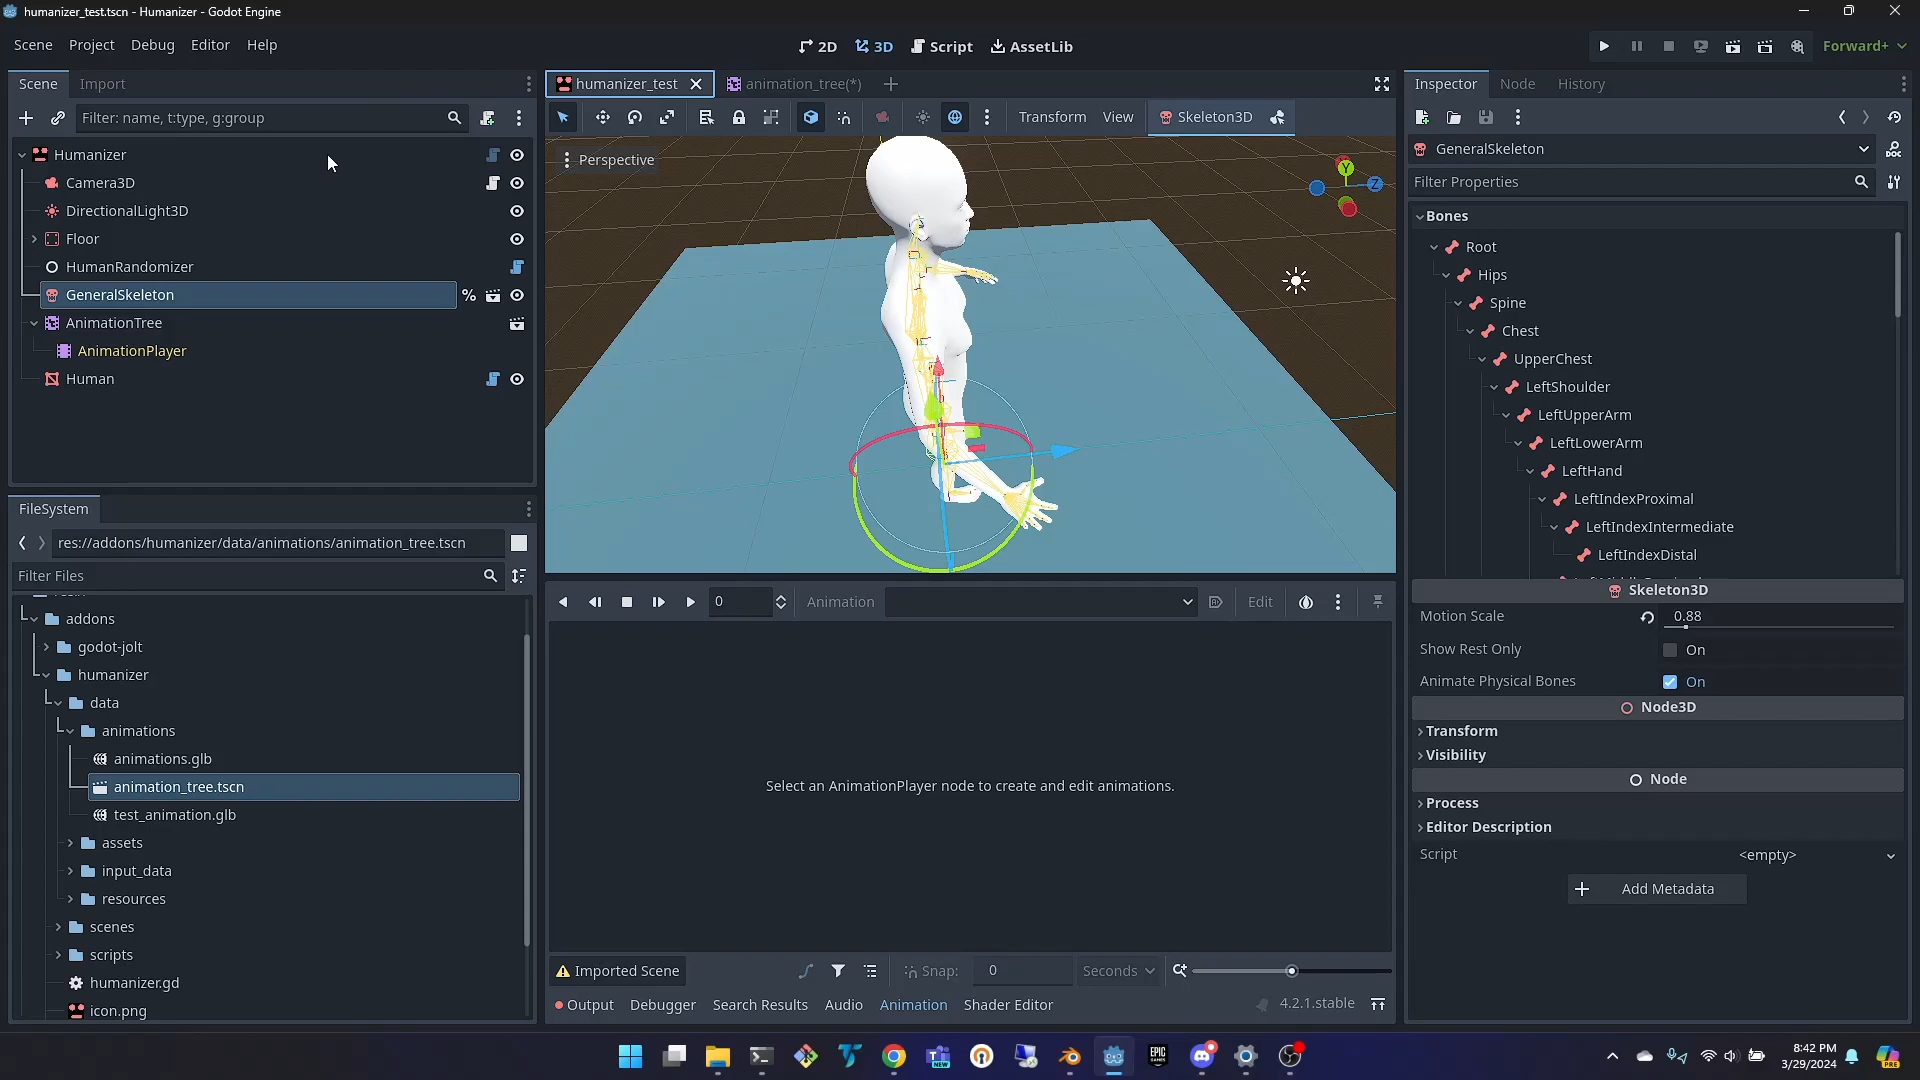 humanizer_test.tscn - Humanizer - Godot Engine
Scene Project Debug Editor Help
2D 3D Script AssetLib
Forward+
Scene Import
Filter: name, t:type, g:group
Humanizer
Camera3D
DirectionalLight3D
Floor
HumanRandomizer
GeneralSkeleton %
AnimationTree
AnimationPlayer
Human
FileSystem
res://addons/humanizer/data/animations/animation_tree.tscn
Filter Files
addons
godot-jolt
humanizer
data
animations
animations.glb
animation_tree.tscn
test_animation.glb
assets
input_data
resources
scenes
scripts
humanizer.gd
icon.png
humanizer_test animation_tree(*)
Transform View Skeleton3D
Perspective
Y
Z
0 Animation Edit
Select an AnimationPlayer node to create and edit animations.
Imported Scene Snap: 0 Seconds
Output Debugger Search Results Audio Animation Shader Editor 4.2.1.stable
Inspector Node History
GeneralSkeleton
Filter Properties
Bones
Root
Hips
Spine
Chest
UpperChest
LeftShoulder
LeftUpperArm
LeftLowerArm
LeftHand
LeftIndexProximal
LeftIndexIntermediate
LeftIndexDistal
Skeleton3D
Motion Scale 0.88
Show Rest Only On
Animate Physical Bones On
Node3D
Transform
Visibility
Node
Process
Editor Description
Script <empty>
Add Metadata
NEW
EPIC GAMES
8:42 PM
3/29/2024
PRE